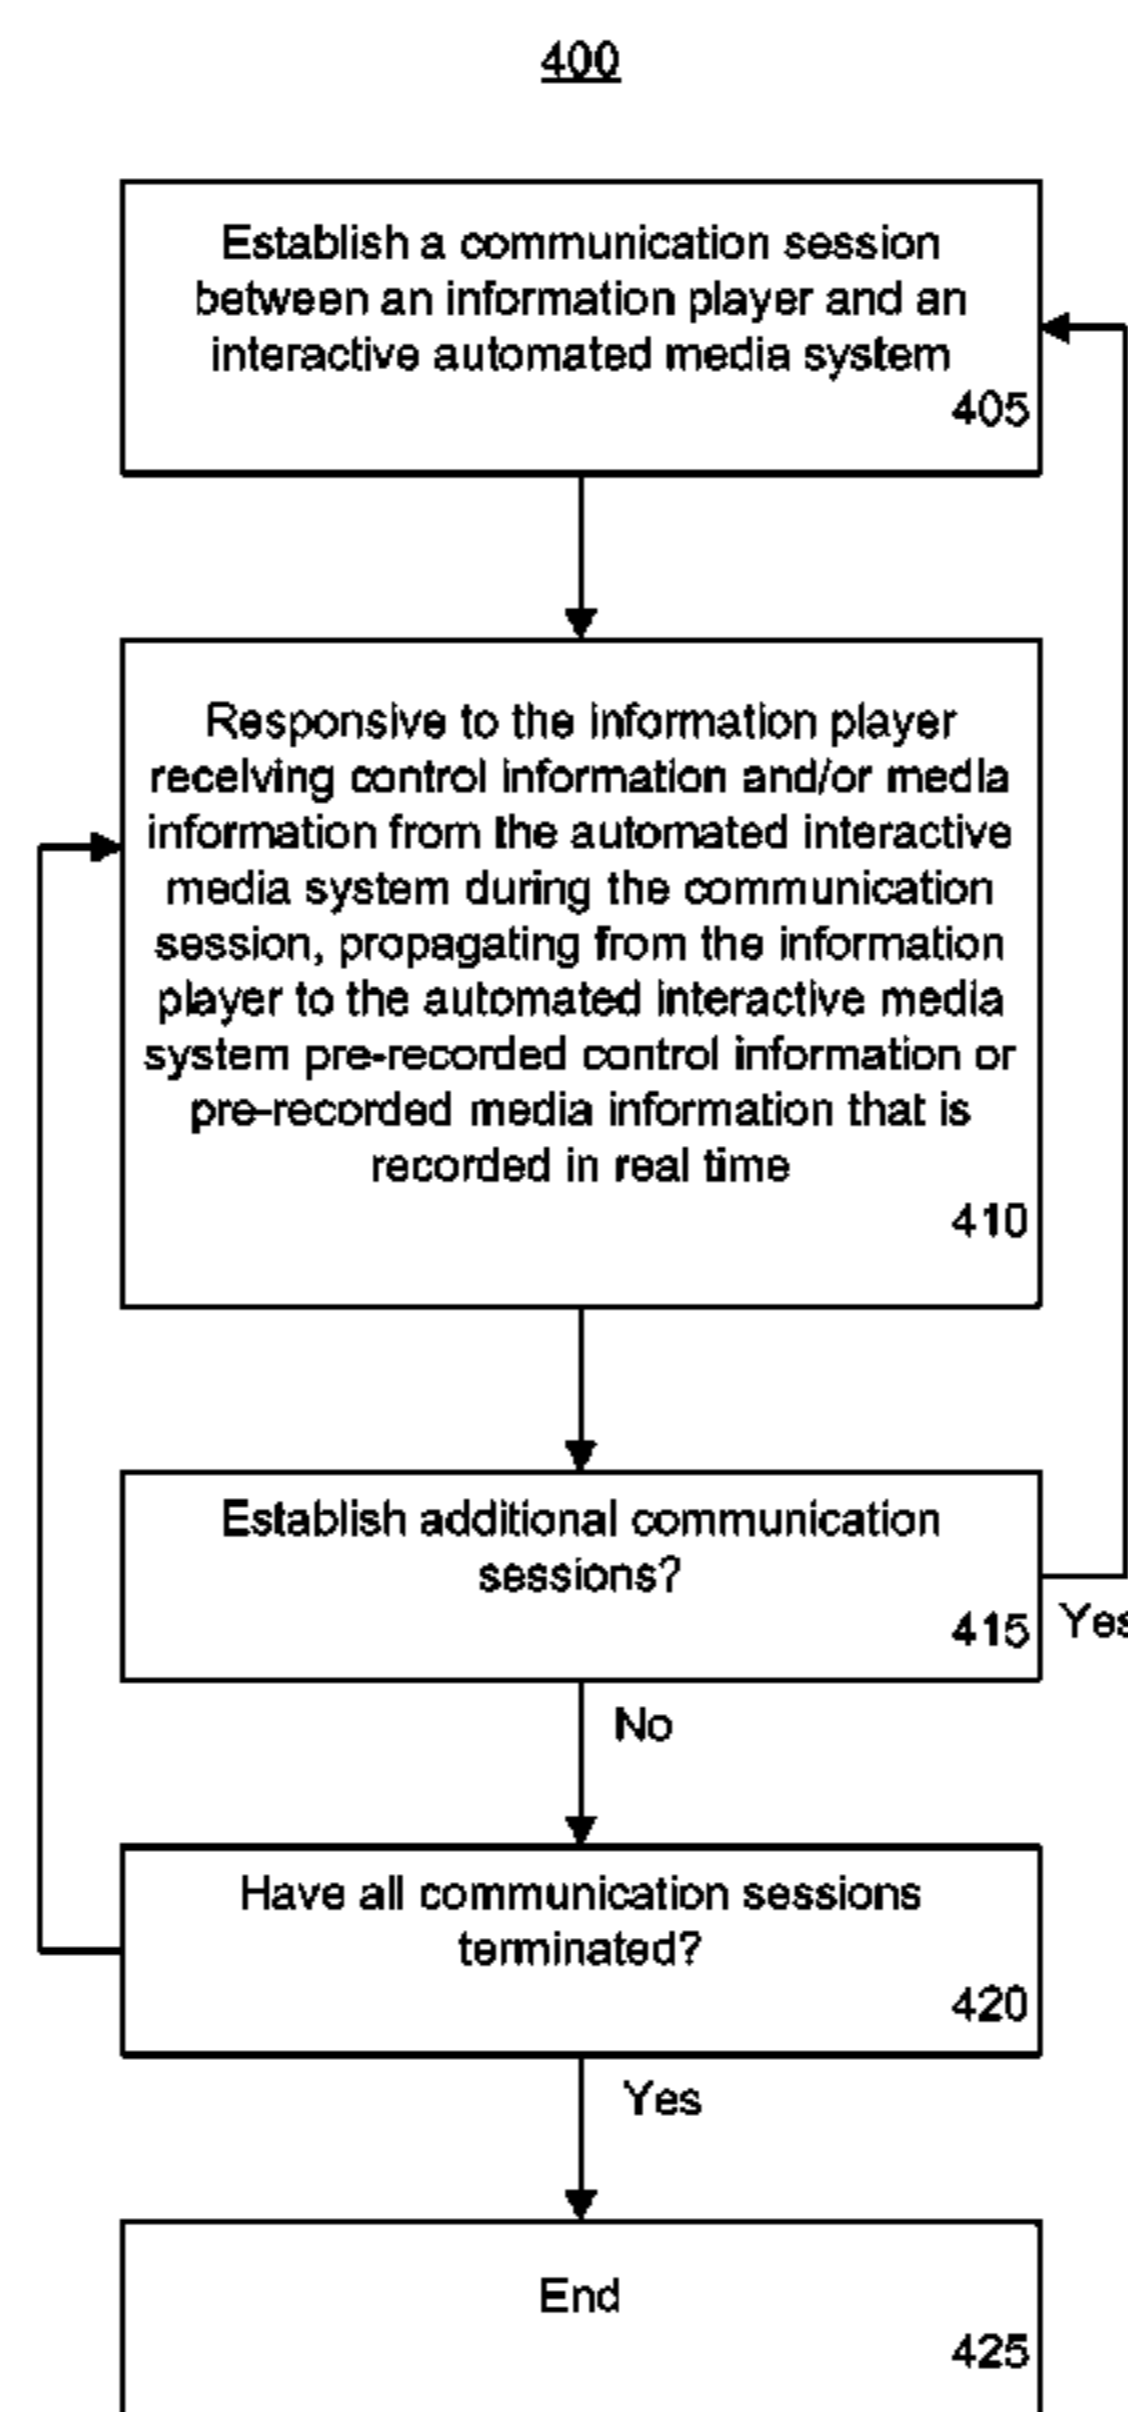 400
Establish a communication session
between an information player and an
interactive automated media system
405
Responsive to the information player
receiving control information and/or media
information from the automated interactive
media system during the communication
session, propagating from the information
player to the automated interactive media
system pre-recorded control information or
pre-recorded media information that is
recorded in real time
410
Establish additional communication
sessions?
415
Yes
No
Have all communication sessions
terminated?
420
Yes
End
425